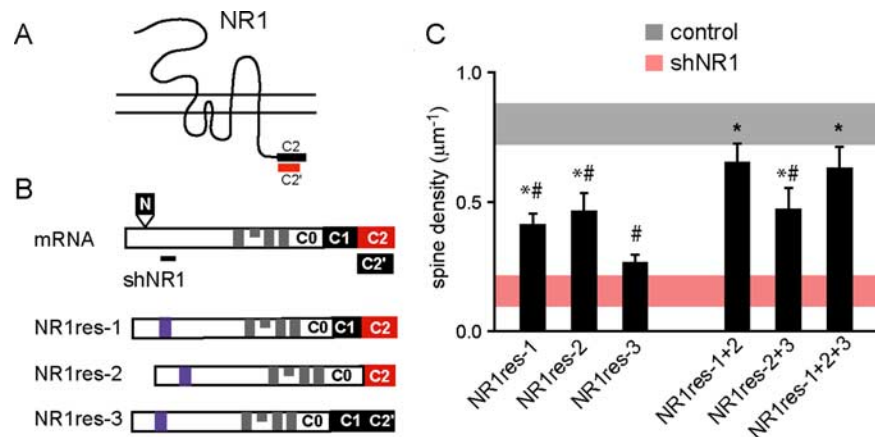 A
NR1
C2
C2'
B
N
mRNA
C0 C1 C2
C2'
shNR1
NR1res-1
C0 C1 C2
NR1res-2
C0 C2
NR1res-3
C0 C1 C2'
C
control
shNR1
spine density (μm⁻¹)
1.0
0.5
0.0
*#
*#
#
*
*#
*
NR1res-1
NR1res-2
NR1res-3
NR1res-1+2
NR1res-2+3
NR1res-1+2+3